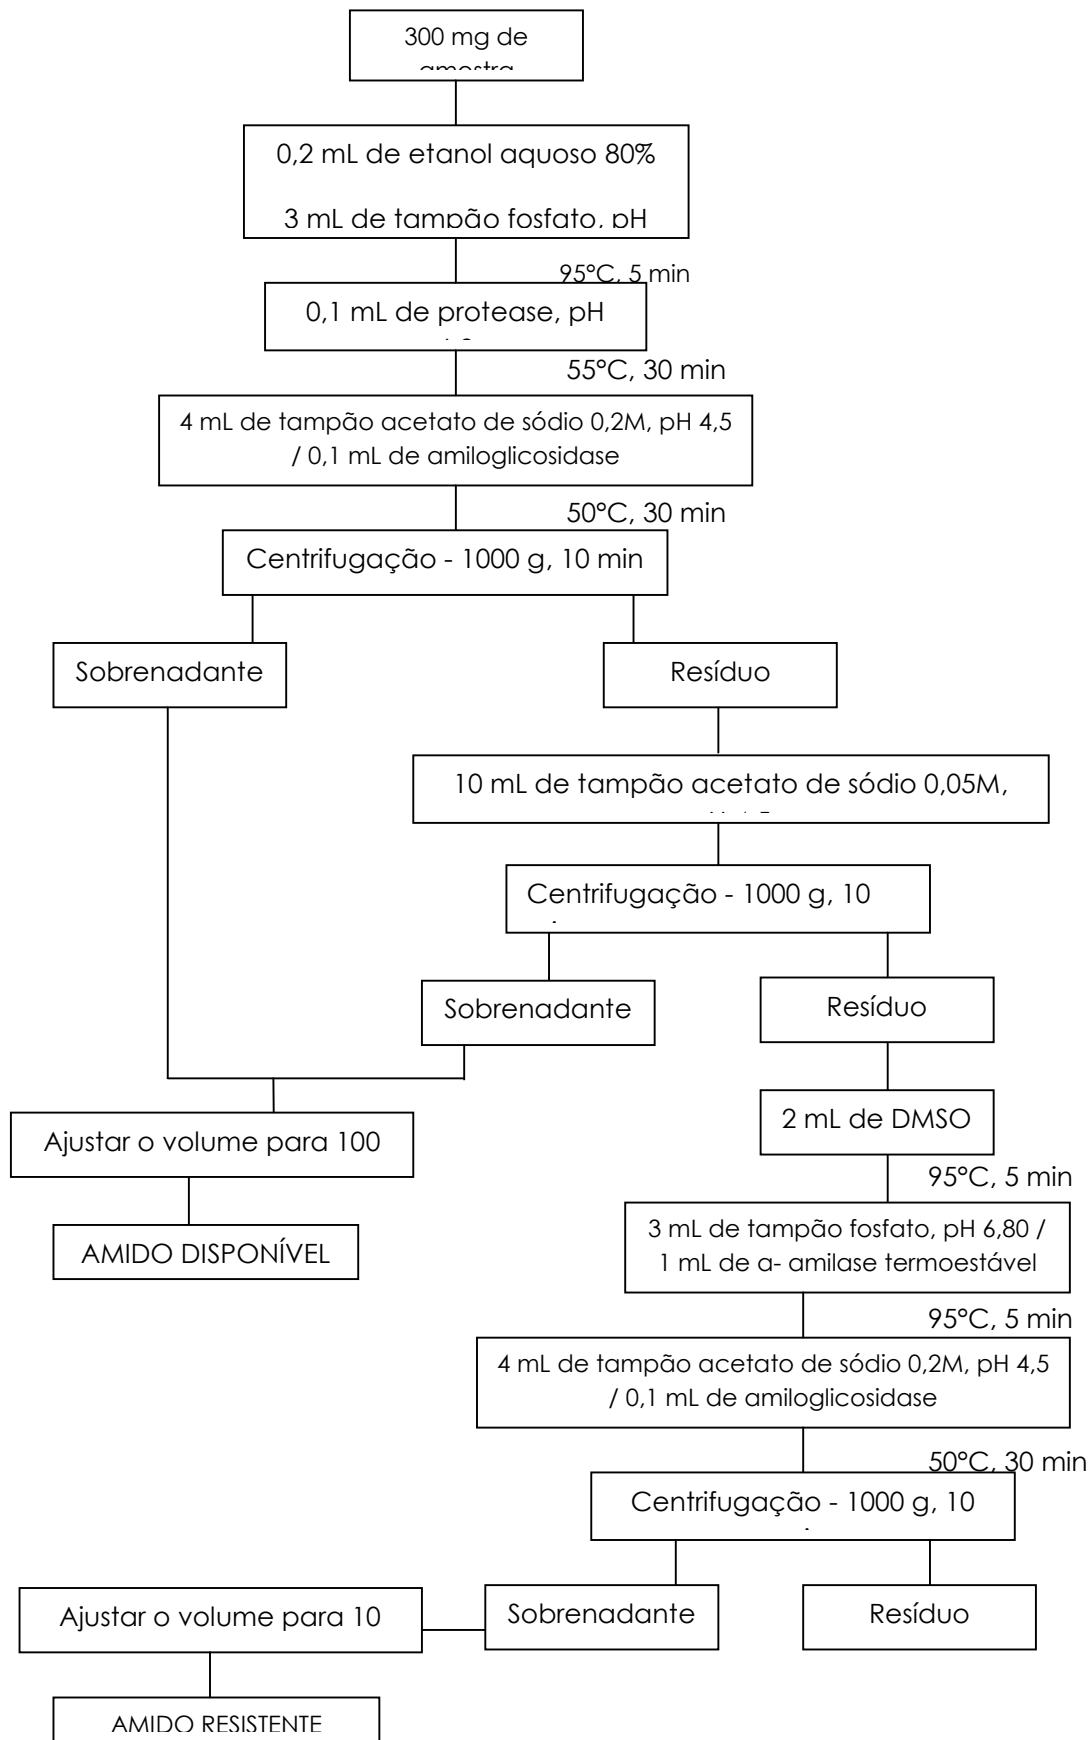 300 mg de
amostra
0,2 mL de etanol aquoso 80%
3 mL de tampão fosfato, pH
95°C, 5 min
0,1 mL de protease, pH
55°C, 30 min
4 mL de tampão acetato de sódio 0,2M, pH 4,5
/ 0,1 mL de amiloglicosidase
50°C, 30 min
Centrifugação - 1000 g, 10 min
Sobrenadante
Resíduo
10 mL de tampão acetato de sódio 0,05M,
Centrifugação - 1000 g, 10
Sobrenadante
Resíduo
Ajustar o volume para 100
2 mL de DMSO
95°C, 5 min
AMIDO DISPONÍVEL
3 mL de tampão fosfato, pH 6,80 /
1 mL de a- amilase termoestável
95°C, 5 min
4 mL de tampão acetato de sódio 0,2M, pH 4,5
/ 0,1 mL de amiloglicosidase
50°C, 30 min
Centrifugação - 1000 g, 10
Ajustar o volume para 10
Sobrenadante
Resíduo
AMIDO RESISTENTE